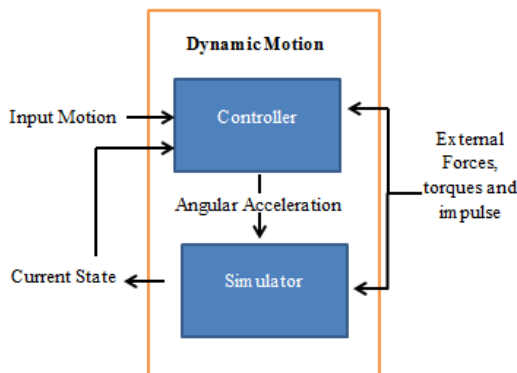 Dynamic Motion
Input Motion
Controller
External
Forces,
torques and
impulse
Angular Acceleration
Current State
Simulator